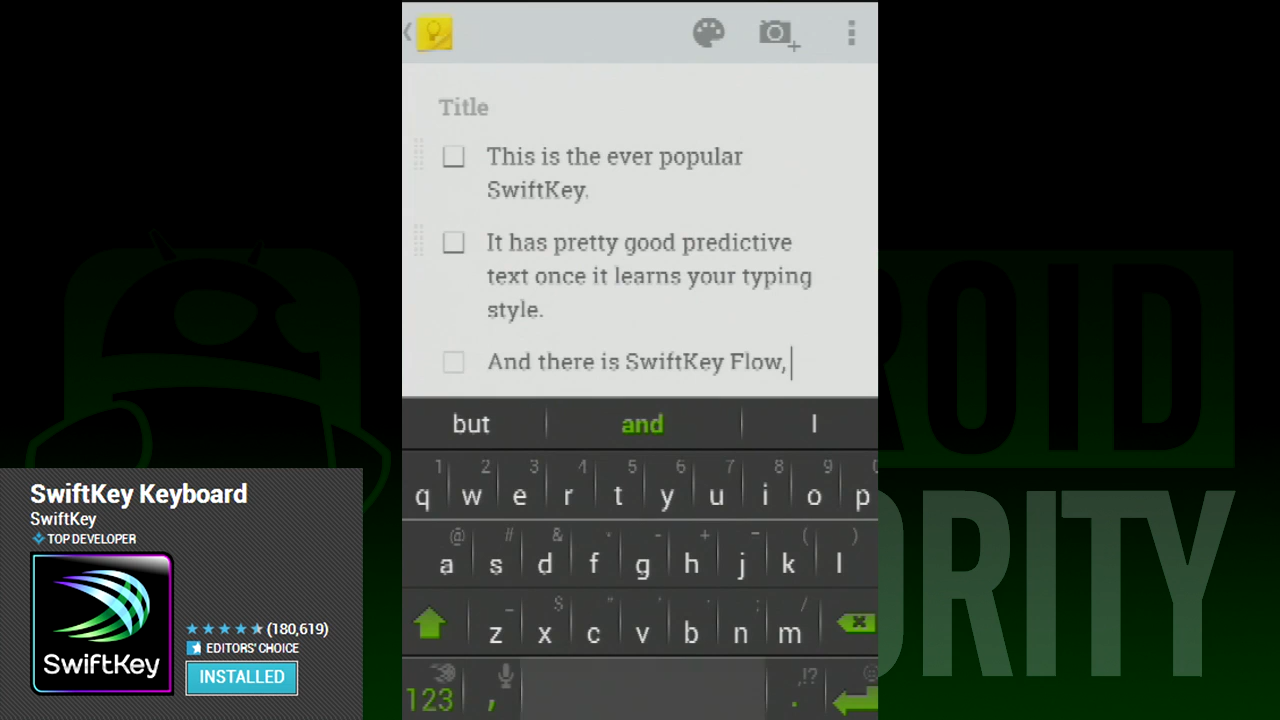 Title
This is the ever popular
SwiftKey.
It has pretty good predictive
text once it learns your typing
style.
And there is SwiftKey Flow,
but and I
1 2 3 4 5 6 7 8 9 0
q w e r t y u i o p
@ # & * - + = ( )
a s d f g h j k l
z x c v b n m
123 , . ,!?
SwiftKey Keyboard
SwiftKey
TOP DEVELOPER
SwiftKey
(180,619)
EDITORS' CHOICE
INSTALLED
ROID
ORITY